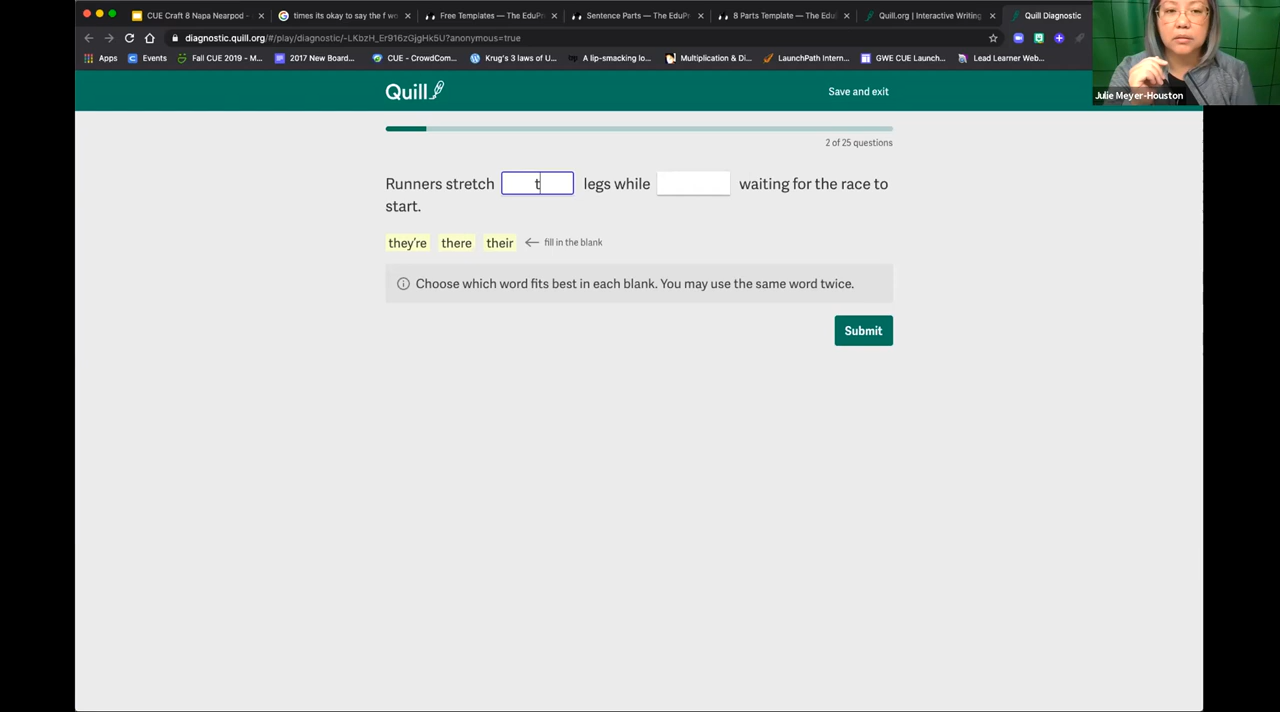 CUE Craft 8 Napa Nearpod -
times its okay to say the f wo
Free Templates — The EduPr
Sentence Parts — The EduPr
8 Parts Template — The Edu
Quill.org | Interactive Writing
Quill Diagnostic
diagnostic.quill.org/#/play/diagnostic/-LKbzH_Er916zGjgHk5U?anonymous=true
Apps
Events
Fall CUE 2019 - M...
2017 New Board...
CUE - CrowdCom...
Krug's 3 laws of U...
A lip-smacking lo...
Multiplication & Di...
LaunchPath Intern...
GWE CUE Launch...
Lead Learner Web...
Julie Meyer-Houston
Quill
Save and exit
2 of 25 questions
Runners stretch t legs while waiting for the race to
start.
they're there their ← fill in the blank
Choose which word fits best in each blank. You may use the same word twice.
Submit